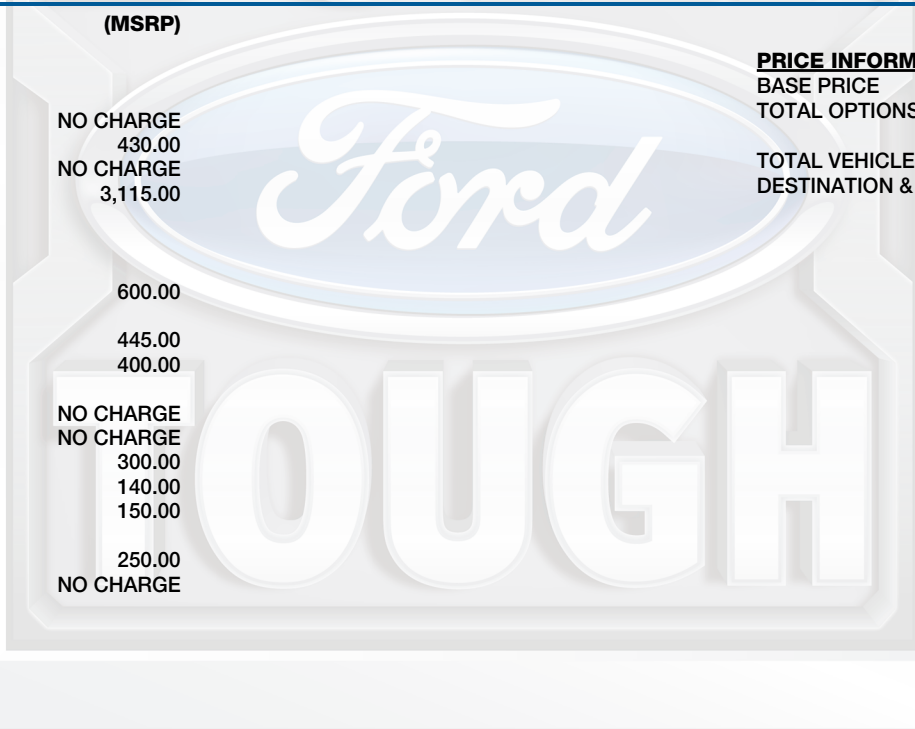 (MSRP)
PRICE INFORM
BASE PRICE
TOTAL OPTIONS
NO CHARGE
430.00
NO CHARGE
3,115.00
TOTAL VEHICLE
DESTINATION &
600.00
445.00
400.00
NO CHARGE
NO CHARGE
300.00
140.00
150.00
250.00
NO CHARGE
Ford
TOUGH